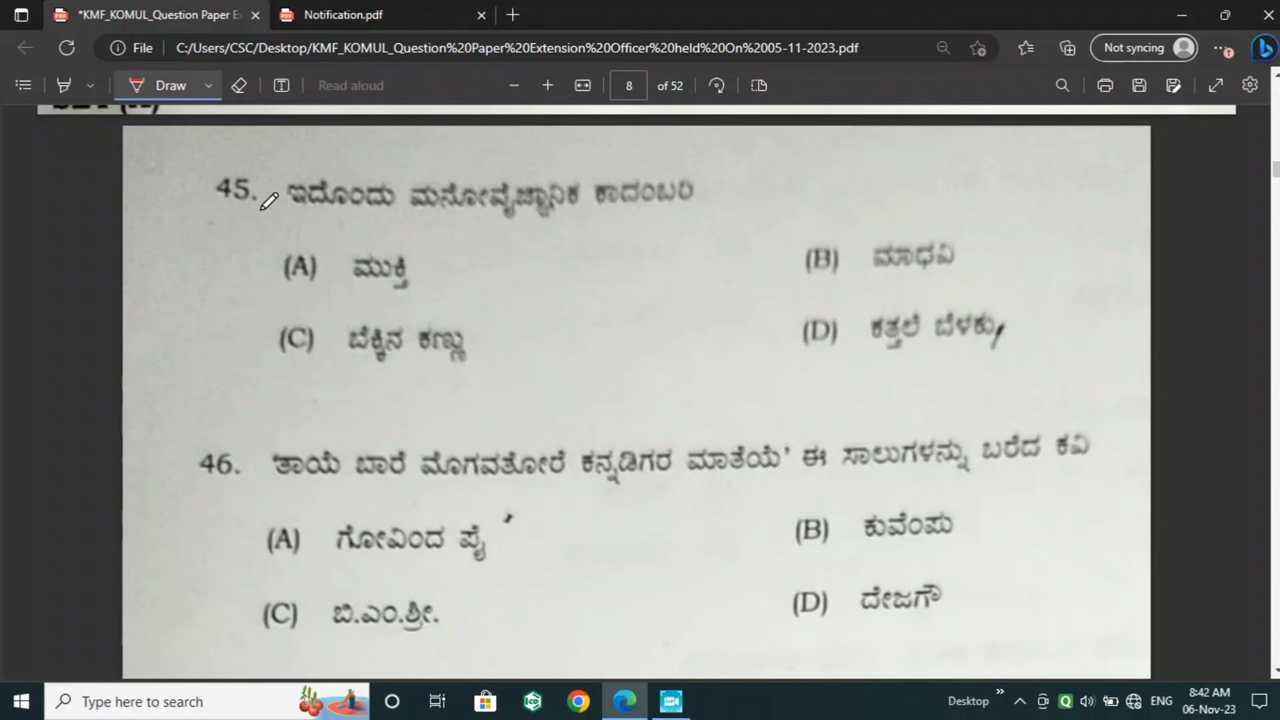 *KMF_KOMUL_Question Paper E
Notification.pdf
File C:/Users/CSC/Desktop/KMF_KOMUL_Question%20Paper%20Extension%20Officer%20held%20On%2005-11-2023.pdf Not syncing
Draw Read aloud 8 of 52
45. ಇದೊಂದು ಮನೋವೈಜ್ಞಾನಿಕ ಕಾದಂಬರಿ
(A) ಮುಕ್ತಿ (B) ಮಾಧವಿ
(C) ಬೆಕ್ಕಿನ ಕಣ್ಣು (D) ಕತ್ತಲೆ ಬೆಳಕು
46. 'ತಾಯೆ ಬಾರೆ ಮೊಗವತೋರೆ ಕನ್ನಡಿಗರ ಮಾತೆಯೆ' ಈ ಸಾಲುಗಳನ್ನು ಬರೆದ ಕವಿ
(A) ಗೋವಿಂದ ಪೈ (B) ಕುವೆಂಪು
(C) ಬಿ.ಎಂ.ಶ್ರೀ. (D) ದೇಜಗೌ
Type here to search Desktop ENG 8:42 AM
06-Nov-23